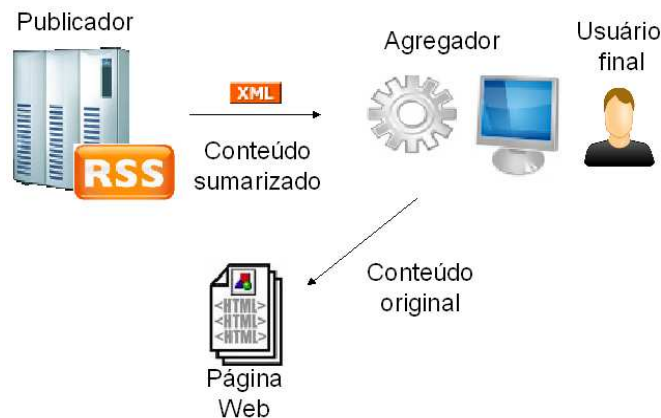 Publicador
Agregador
Usuário
final
XML
RSS
Conteúdo
sumarizado
Conteúdo
original
<HTML>
<HTML>
<HTML>
Página
Web